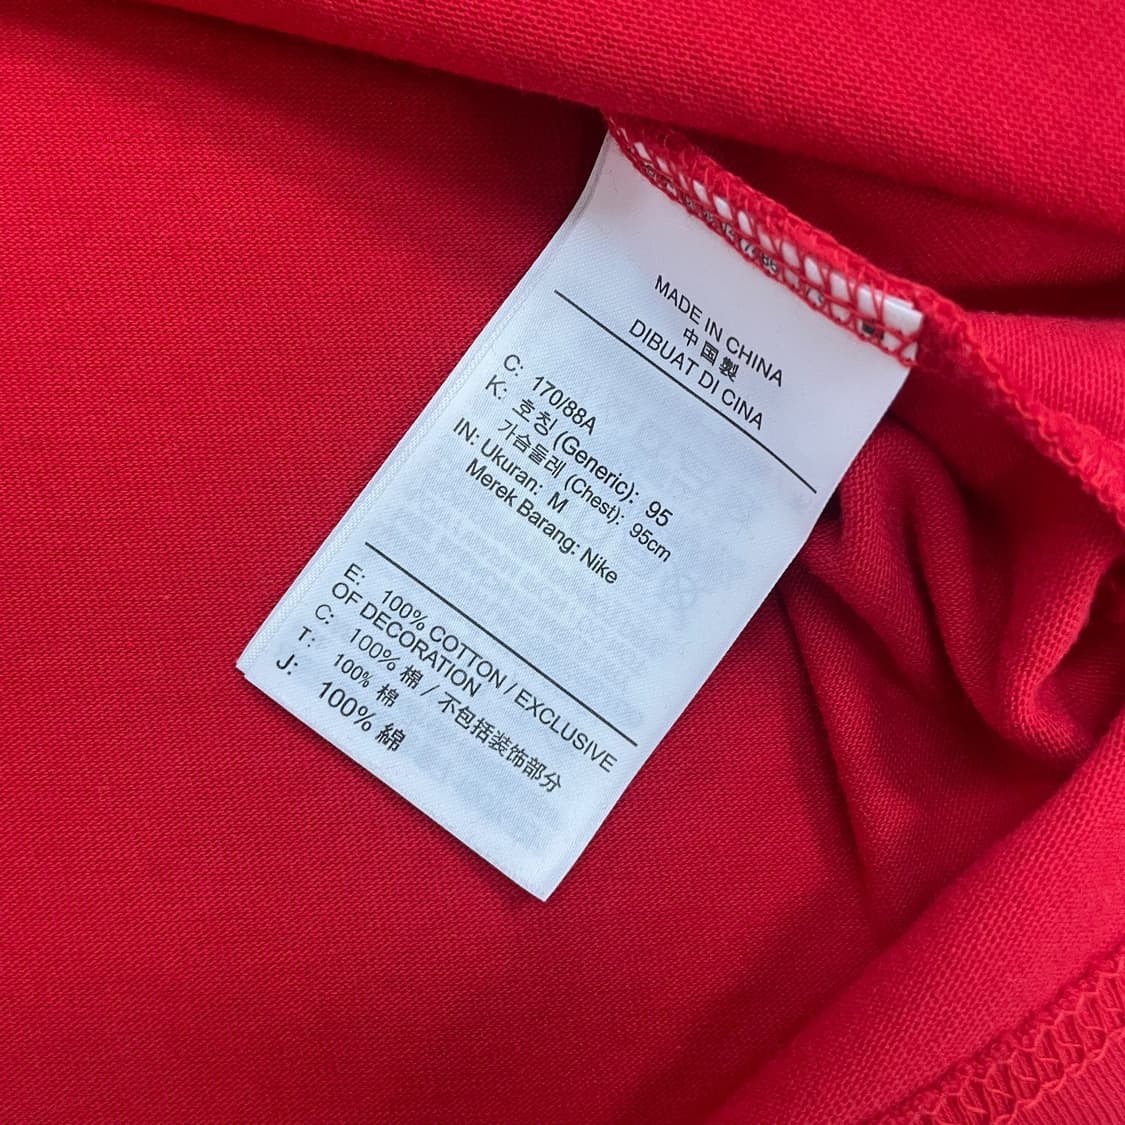 MADE IN CHINA
中国製
DIBUAT DI CINA
C: 170/88A
K: 호칭 (Generic): 95
가슴둘레 (Chest): 95cm
IN: Ukuran: M
Merek Barang: Nike
E: 100% COTTON / EXCLUSIVE
OF DECORATION
C: 100% 棉 / 不包括装饰部分
T: 100% 棉
J: 100% 綿